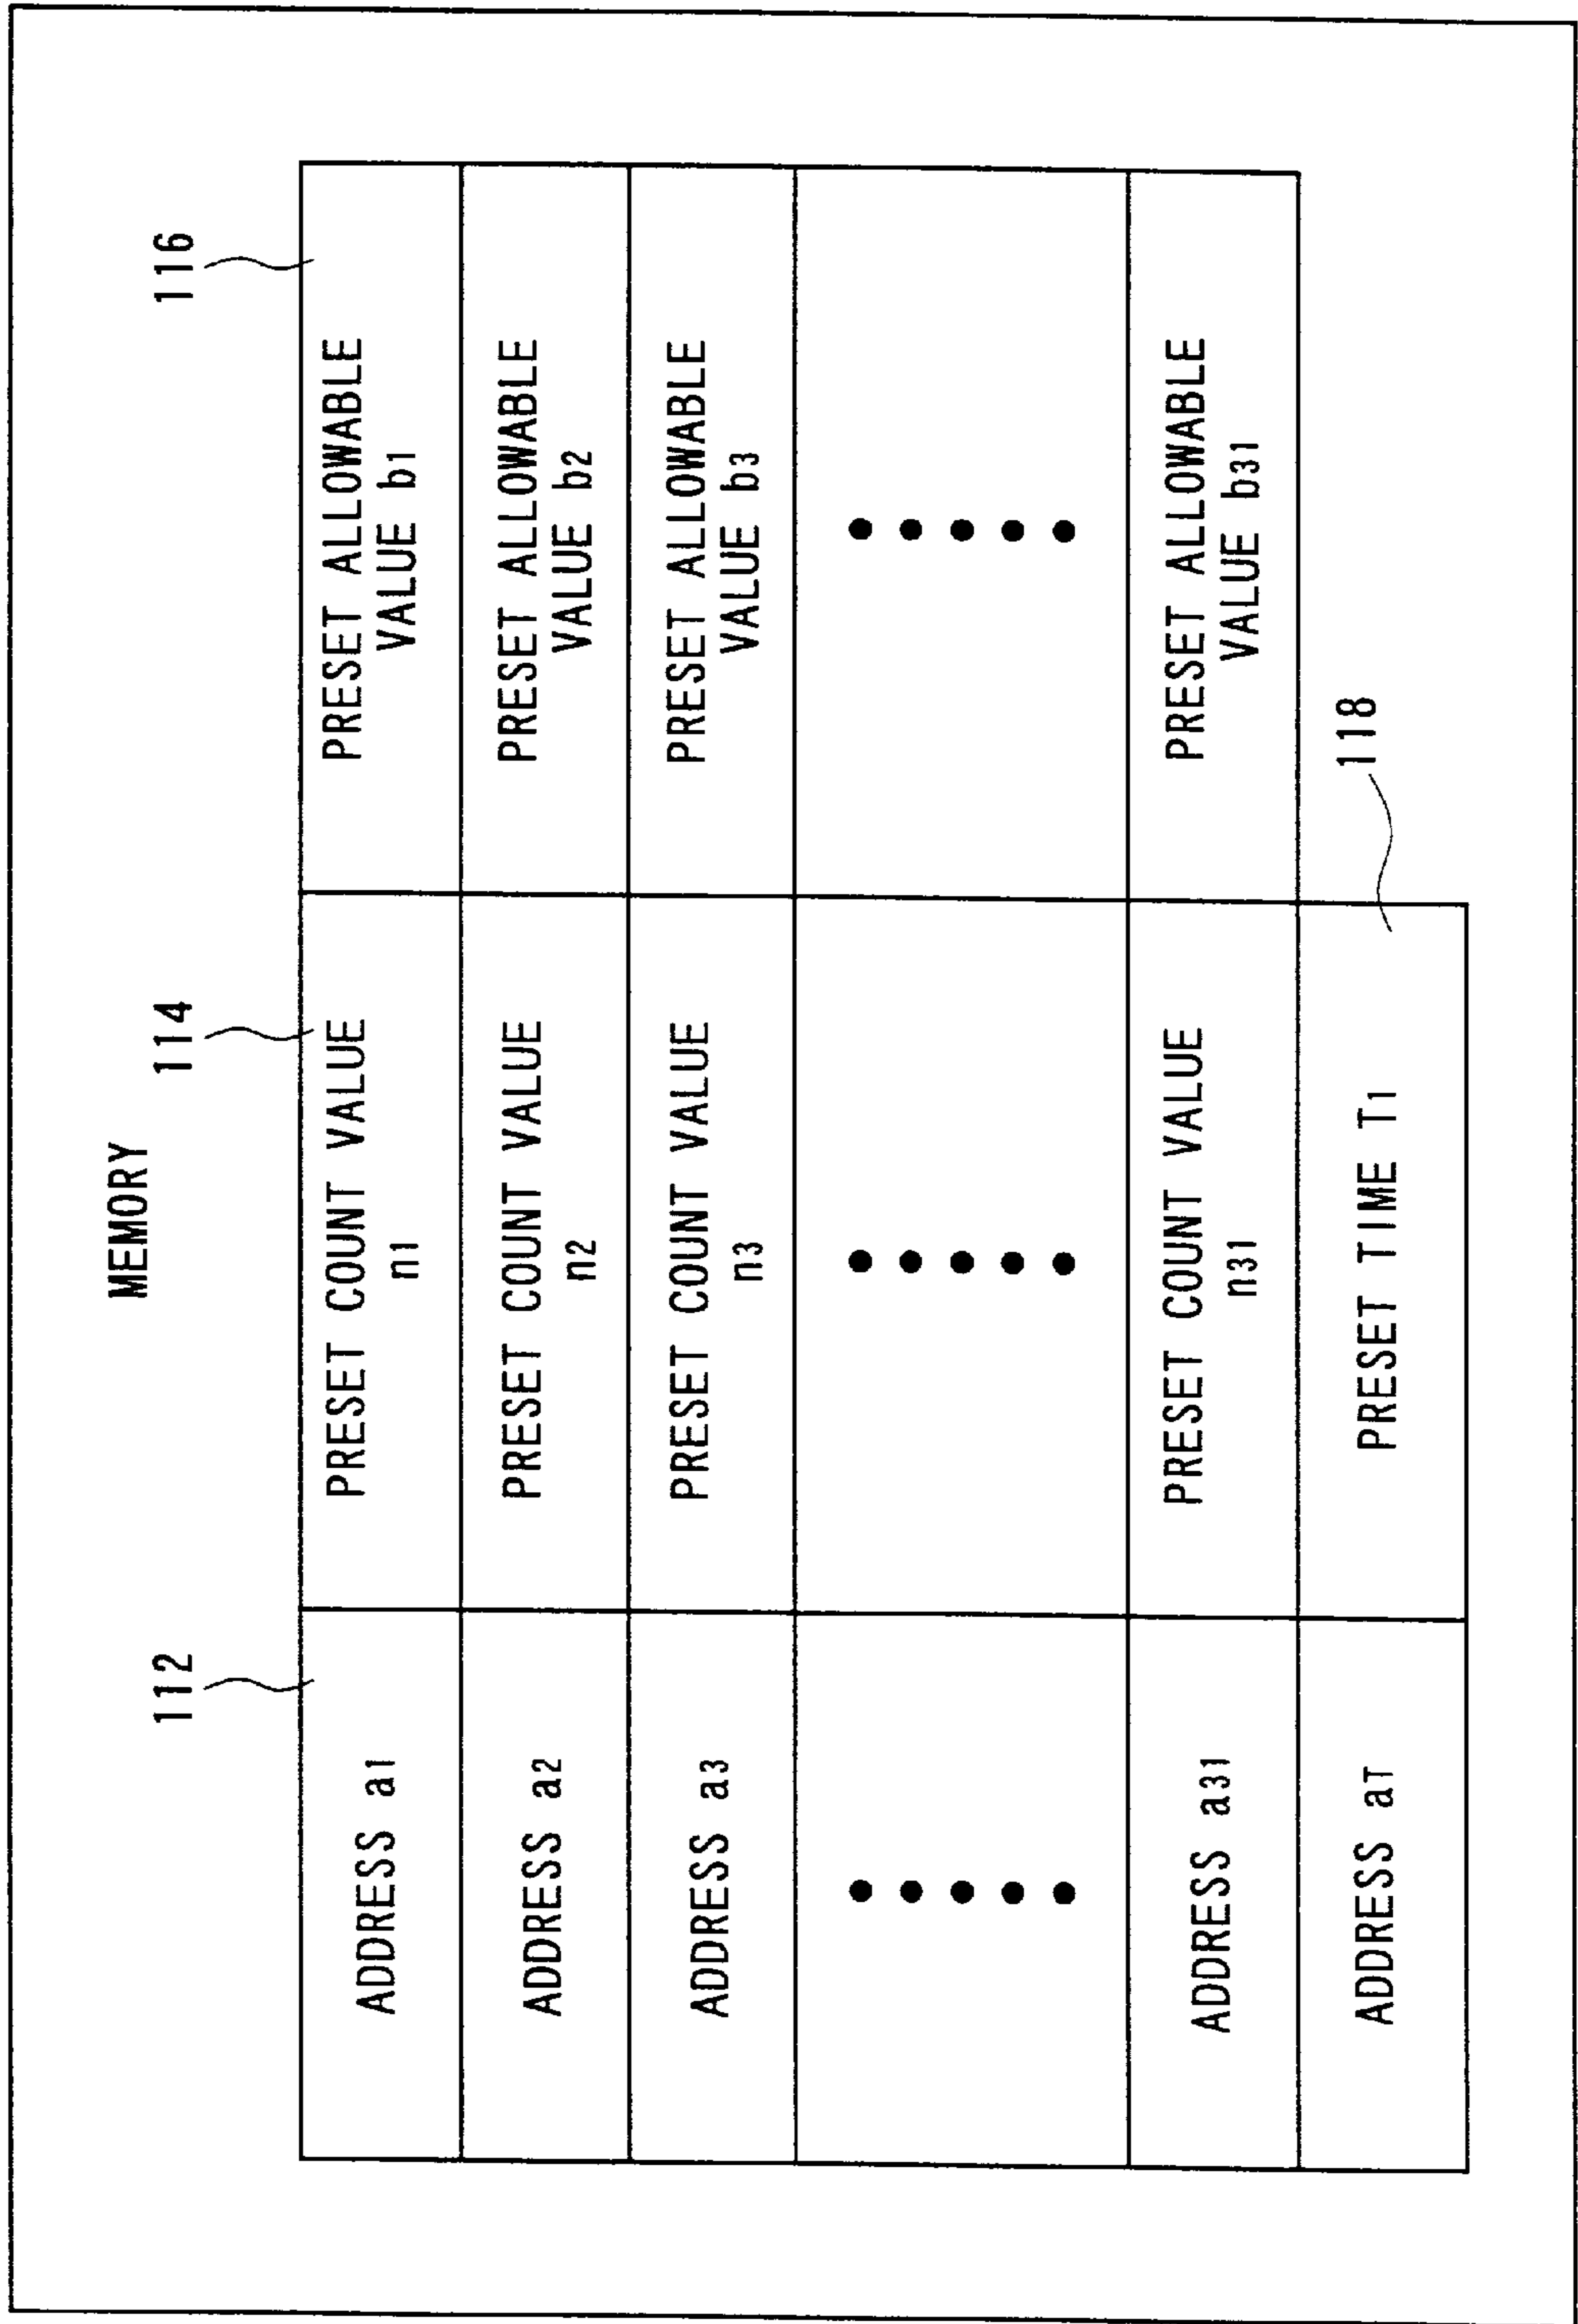 MEMORY
112
114
116
ADDRESS a1
PRESET COUNT VALUE
n1
PRESET ALLOWABLE
VALUE b1
ADDRESS a2
PRESET COUNT VALUE
n2
PRESET ALLOWABLE
VALUE b2
ADDRESS a3
PRESET COUNT VALUE
n3
PRESET ALLOWABLE
VALUE b3
ADDRESS a31
PRESET COUNT VALUE
n31
PRESET ALLOWABLE
VALUE b31
ADDRESS aT
PRESET TIME T1
118